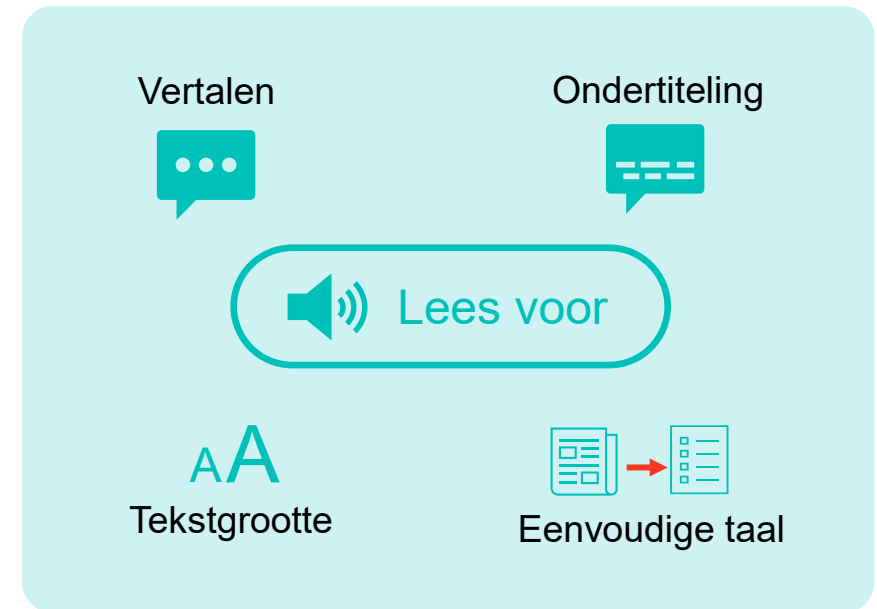 Vertalen
Ondertiteling
Lees voor
AA
Tekstgrootte
Eenvoudige taal